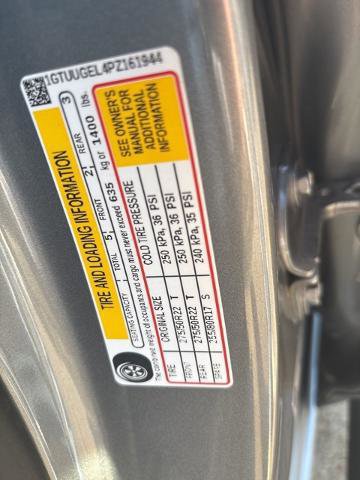 1GTUUGEL4PZ161944
TIRE AND LOADING INFORMATION
SEATING CAPACITY TOTAL 5 FRONT 2 REAR 3
The combined weight of occupants and cargo must never exceed 635 kg or 1400 lbs.
TIRE ORIGINAL SIZE COLD TIRE PRESSURE
FRONT 275/50R22 T 250 kPa, 36 PSI
REAR 275/50R22 T 250 kPa, 36 PSI
SPARE 255/80R17 S 240 kPa, 35 PSI
SEE OWNER'S
MANUAL FOR
ADDITIONAL
INFORMATION